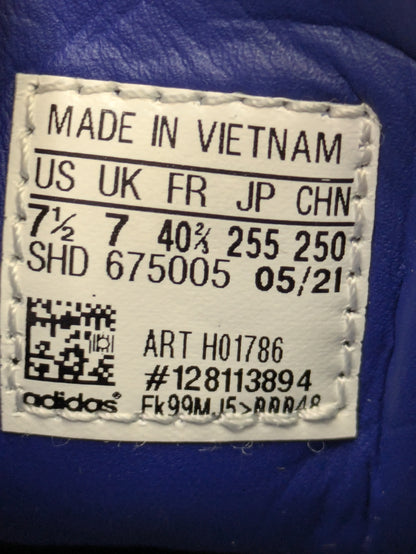 MADE IN VIETNAM
US UK FR JP CHN
7½ 7 40⅔ 255 250
SHD 675005 05/21
ART H01786
#128113894
adidas®